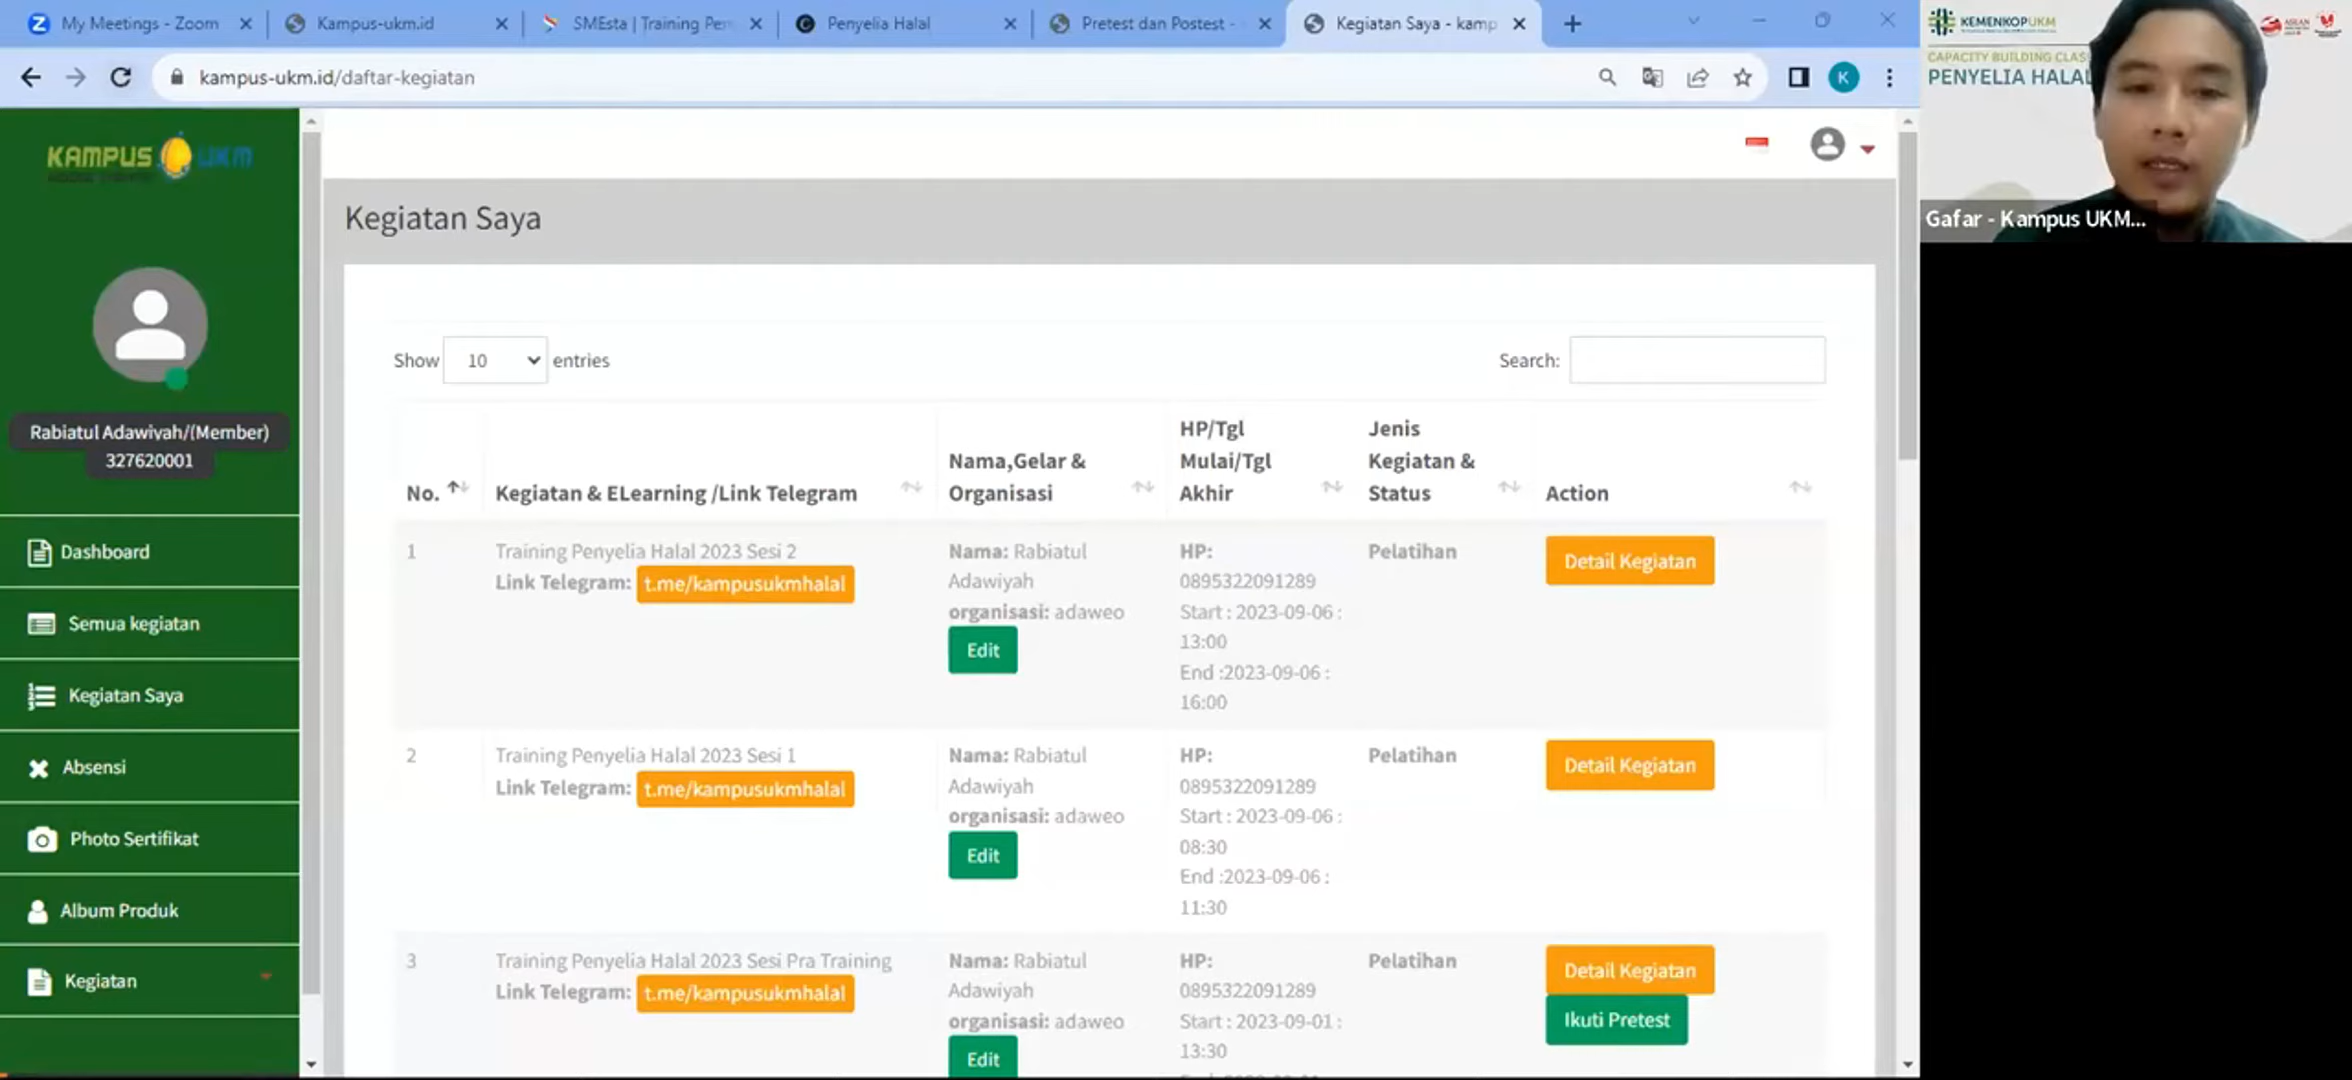 My Meetings - Zoom
Kampus-ukm.id
SMEsta | Training Pen
Penyelia Halal
Pretest dan Postest -
Kegiatan Saya - kamp
kampus-ukm.id/daftar-kegiatan
K
KEMENKOPUKM
CAPACITY BUILDING CLAS
PENYELIA HALAL
Gafar - Kampus UKM...
KAMPUS UKM
Rabiatul Adawiyah/(Member)
327620001
Dashboard
Semua kegiatan
Kegiatan Saya
Absensi
Photo Sertifikat
Album Produk
Kegiatan
Kegiatan Saya
Show 10 entries
Search:
No.
Kegiatan & ELearning /Link Telegram
Nama,Gelar &
Organisasi
HP/Tgl
Mulai/Tgl
Akhir
Jenis
Kegiatan &
Status
Action
1
Training Penyelia Halal 2023 Sesi 2
Link Telegram: t.me/kampusukmhalal
Nama: Rabiatul
Adawiyah
organisasi: adaweo
Edit
HP:
0895322091289
Start : 2023-09-06 :
13:00
End :2023-09-06 :
16:00
Pelatihan
Detail Kegiatan
2
Training Penyelia Halal 2023 Sesi 1
Link Telegram: t.me/kampusukmhalal
Nama: Rabiatul
Adawiyah
organisasi: adaweo
Edit
HP:
0895322091289
Start : 2023-09-06 :
08:30
End :2023-09-06 :
11:30
Pelatihan
Detail Kegiatan
3
Training Penyelia Halal 2023 Sesi Pra Training
Link Telegram: t.me/kampusukmhalal
Nama: Rabiatul
Adawiyah
organisasi: adaweo
Edit
HP:
0895322091289
Start : 2023-09-01 :
13:30
Pelatihan
Detail Kegiatan
Ikuti Pretest